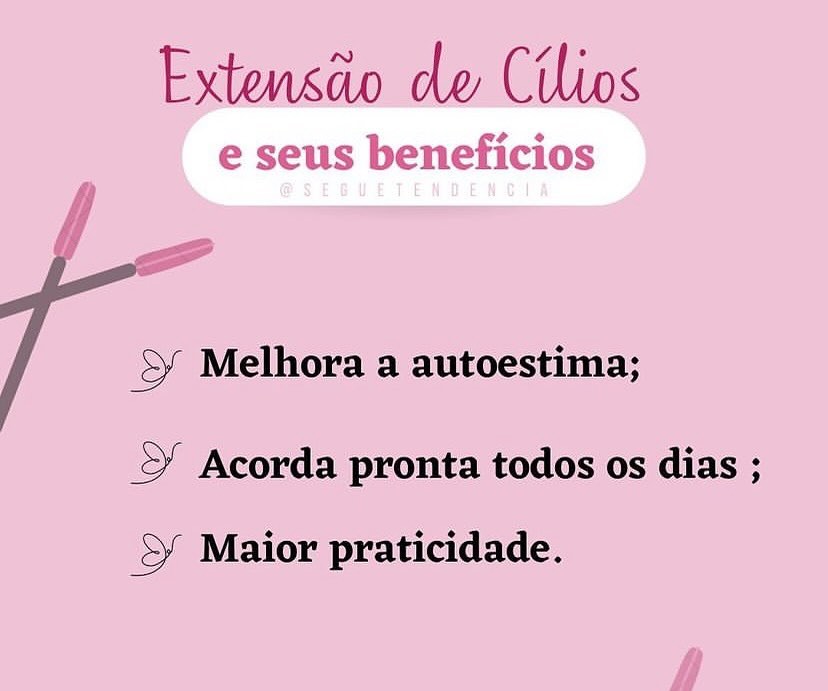 Extensão de Cílios
e seus benefícios
@SEGUETENDENCIA
Melhora a autoestima;
Acorda pronta todos os dias ;
Maior praticidade.